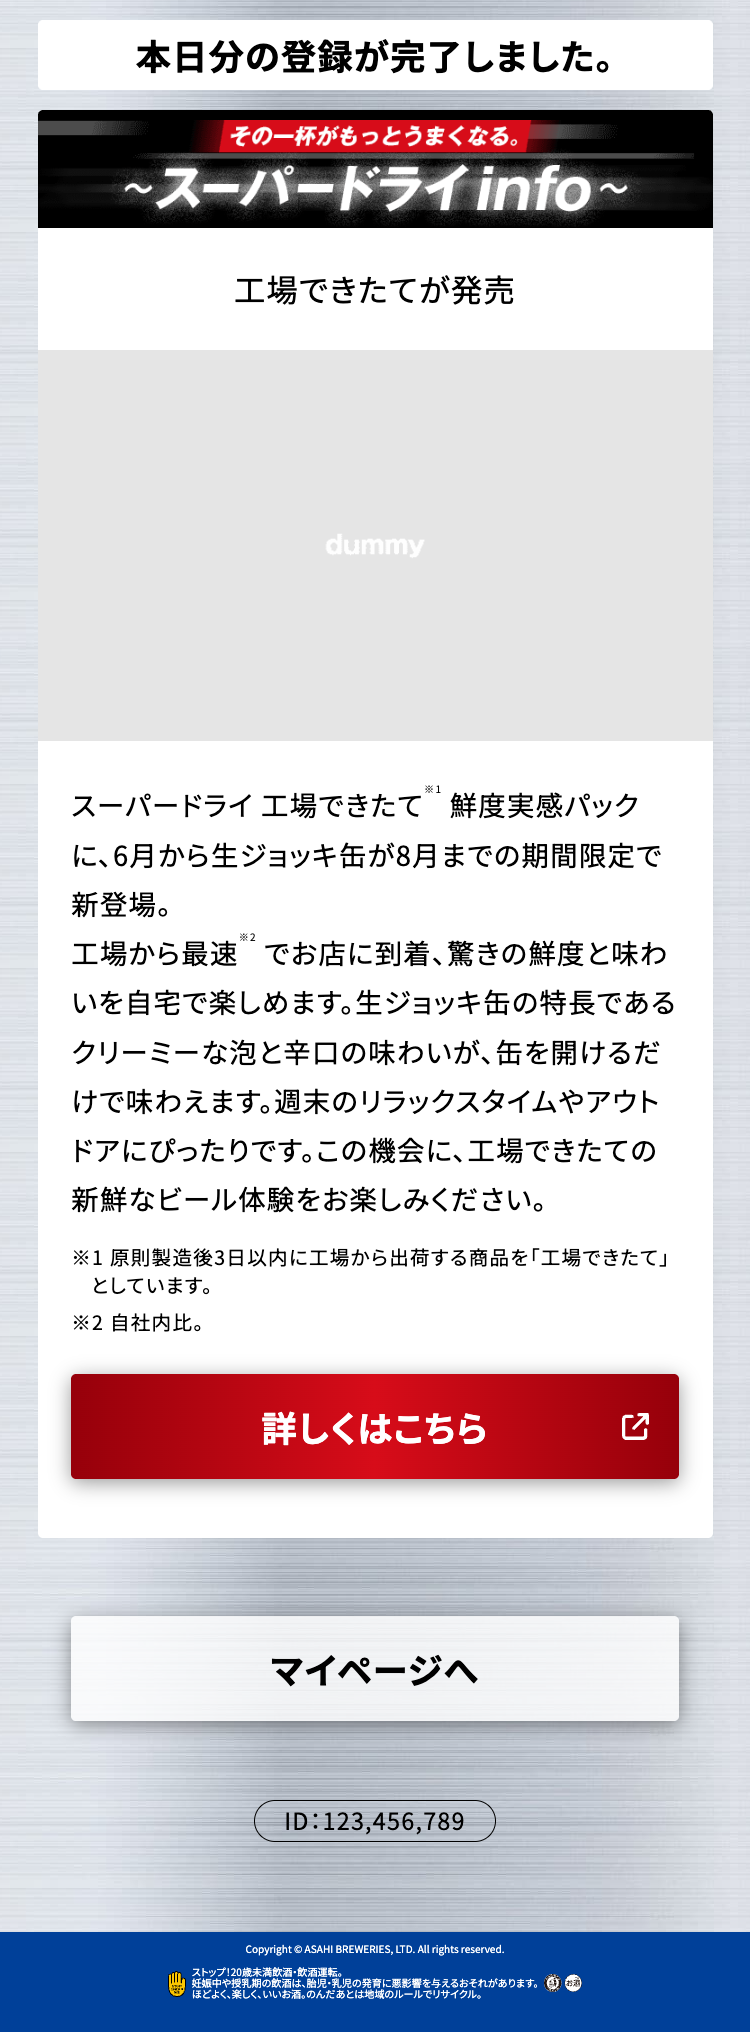 本日分の登録が完了しました。
その一杯がもっとうまくなる。
～スーパードライinfo～
工場できたてが発売
dummy
スーパードライ 工場できたて※1 鮮度実感パック
に、6月から生ジョッキ缶が8月までの期間限定で
新登場。
工場から最速※2 でお店に到着、驚きの鮮度と味わ
いを自宅で楽しめます。生ジョッキ缶の特長である
クリーミーな泡と辛口の味わいが、缶を開けるだ
けで味わえます。週末のリラックスタイムやアウト
ドアにぴったりです。この機会に、工場できたての
新鮮なビール体験をお楽しみください。
※1 原則製造後3日以内に工場から出荷する商品を「工場できたて」
としています。
※2 自社内比。
詳しくはこちら
マイページへ
ID：123,456,789
Copyright © ASAHI BREWERIES, LTD. All rights reserved.
ストップ！20歳未満飲酒・飲酒運転。
妊娠中や授乳期の飲酒は、胎児・乳児の発育に悪影響を与えるおそれがあります。
ほどよく、楽しく、いいお酒。のんだあとは地域のルールでリサイクル。
お酒